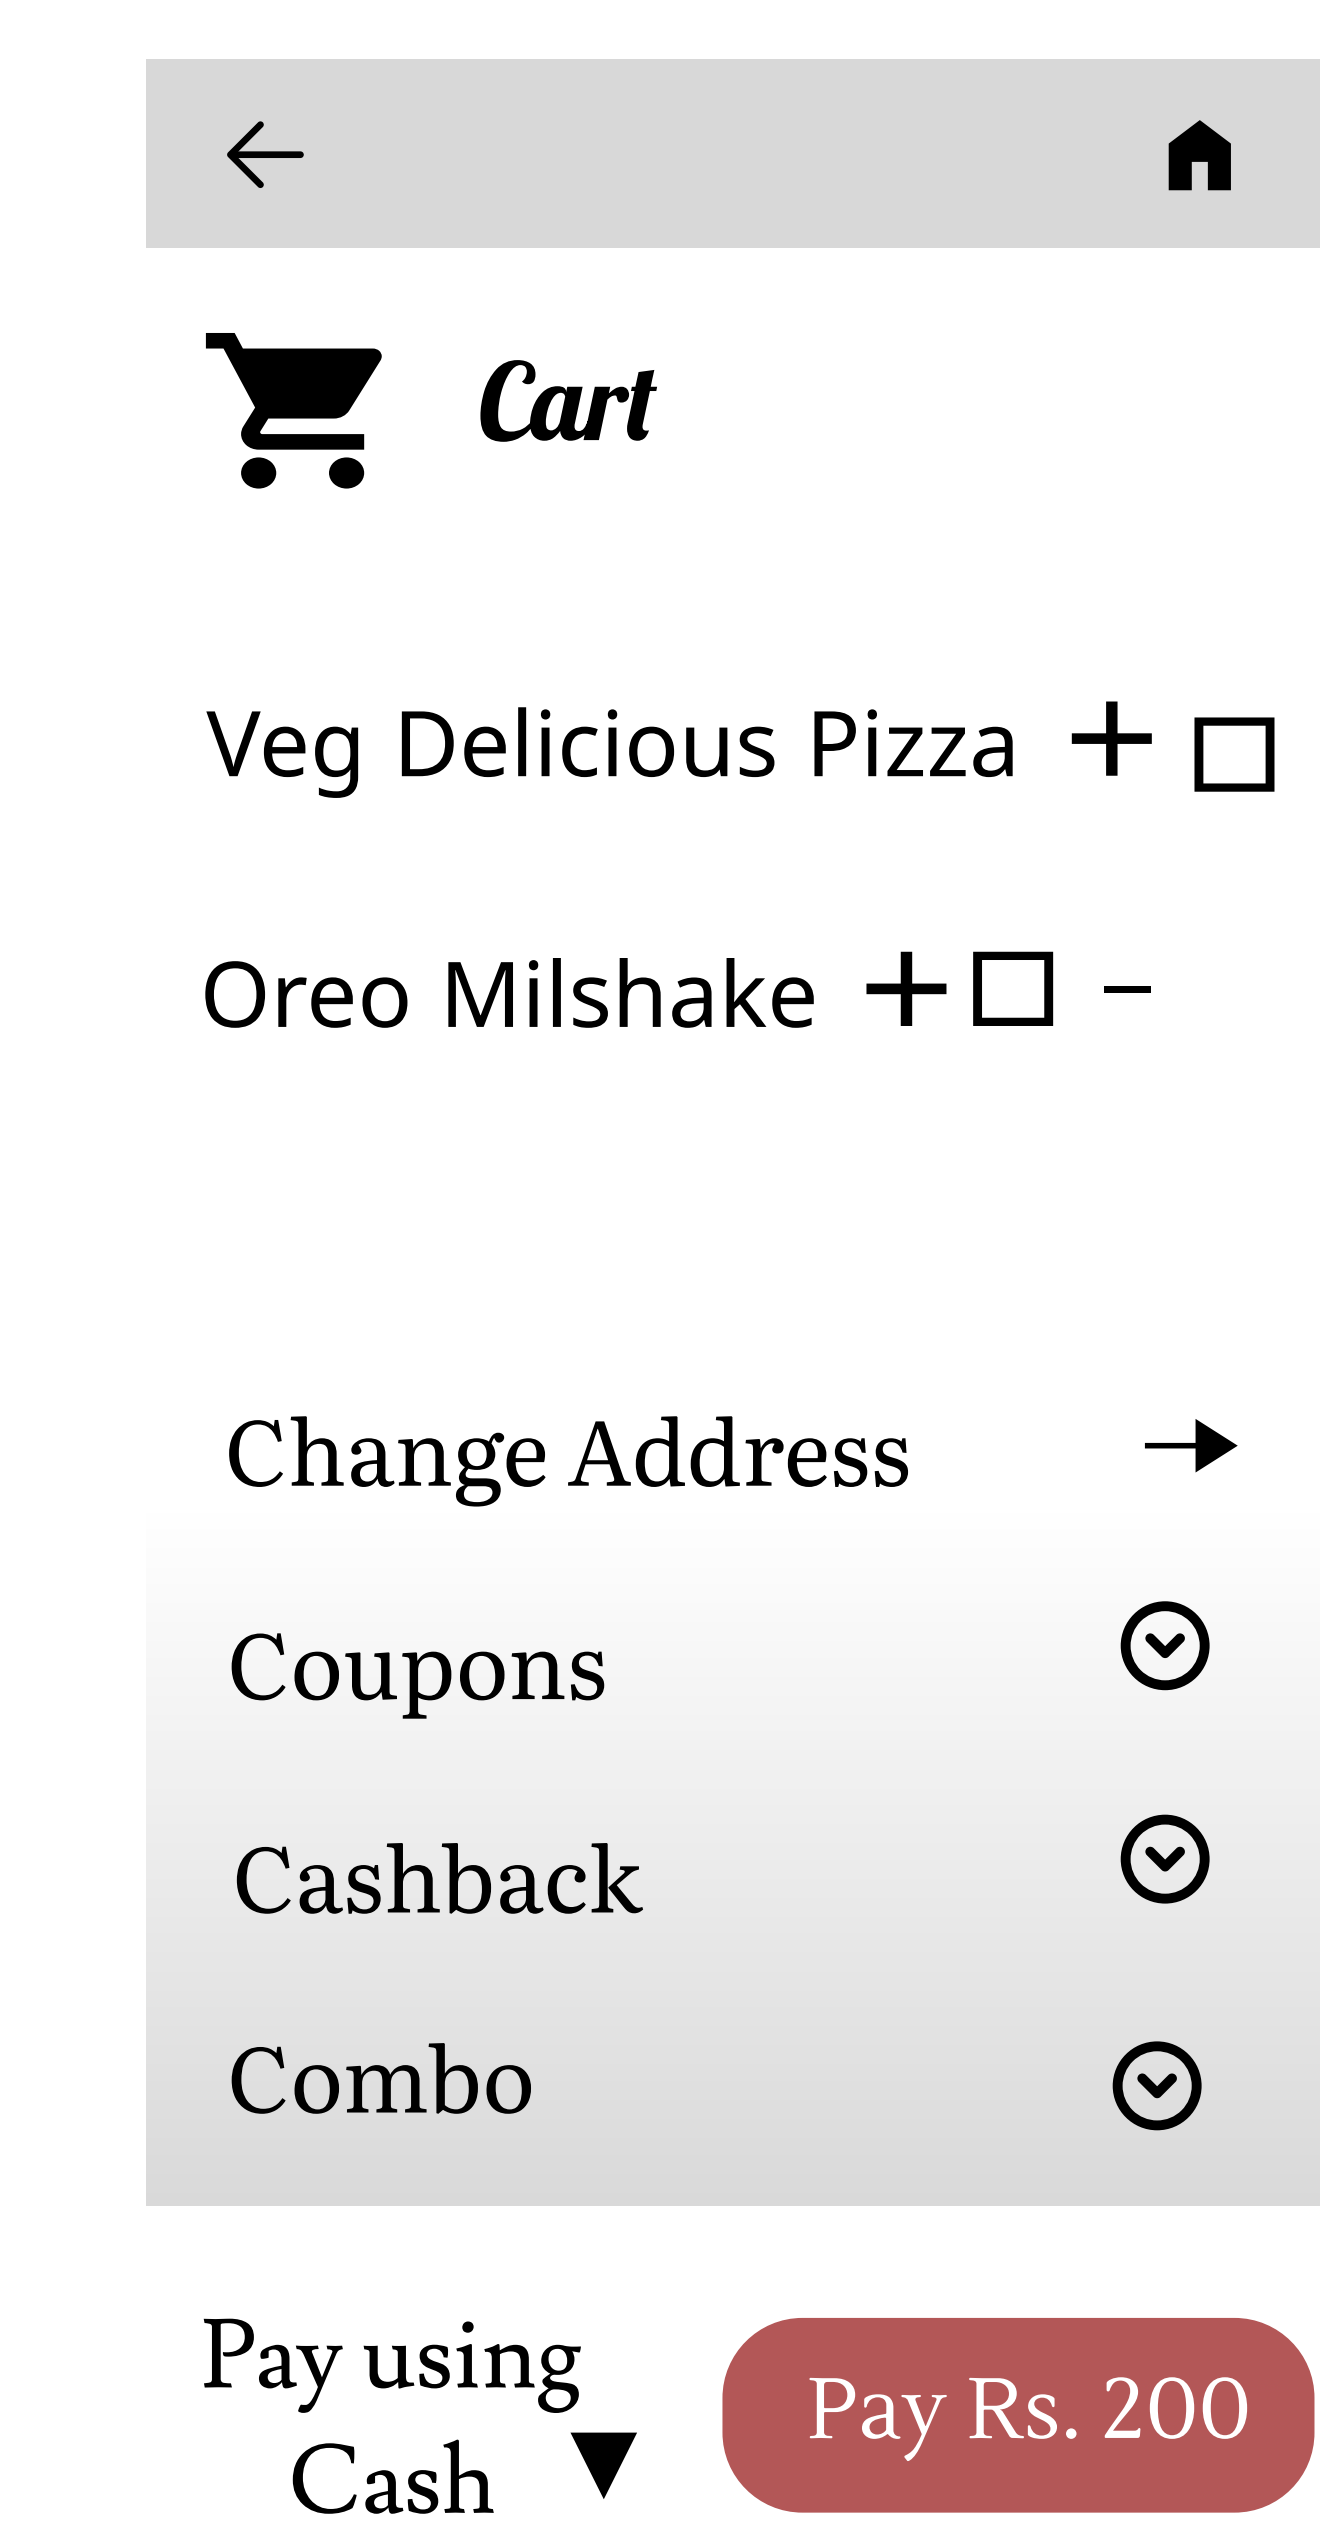 Cart
Veg Delicious Pizza
Oreo Milshake
Change Address
Coupons
Cashback
Combo
Pay using
Cash
Pay Rs. 200